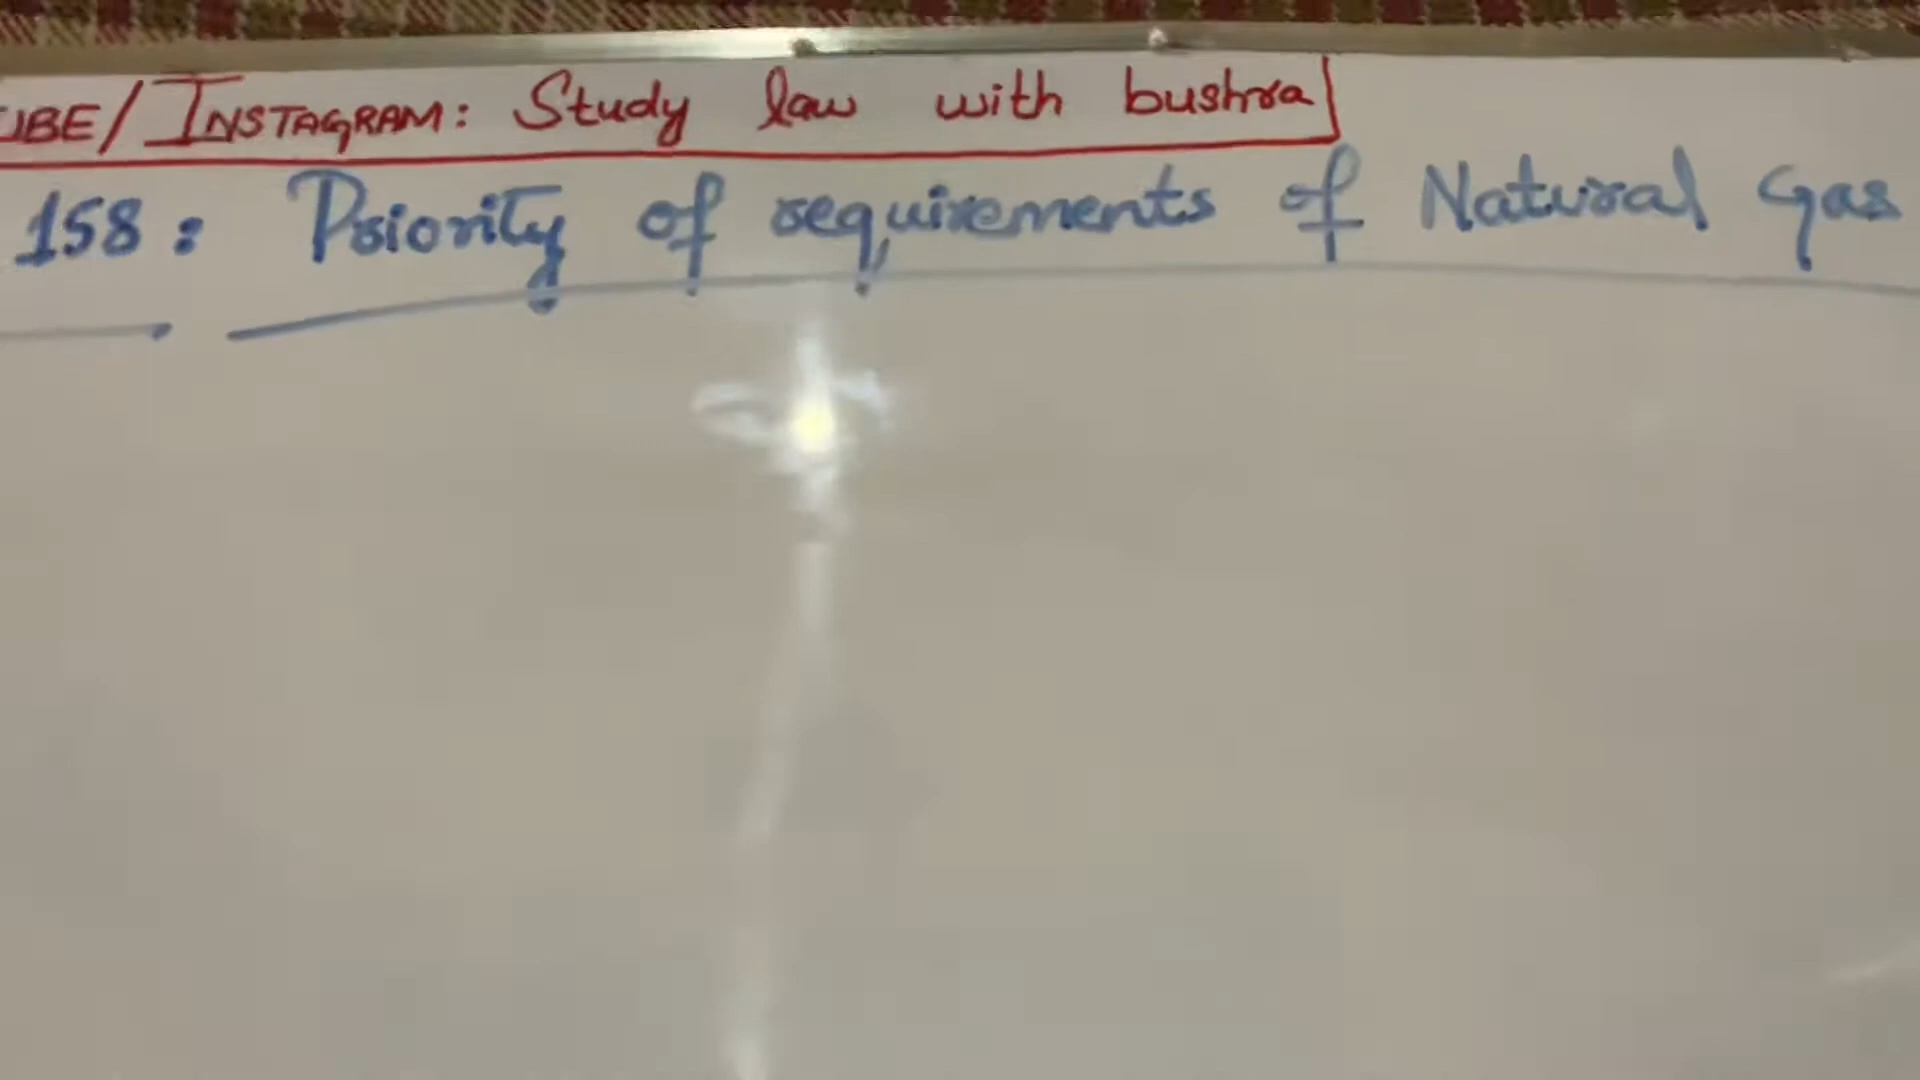 UBE/INSTAGRAM: Study law with bushra
158: Priority of requirements of Natural Gas